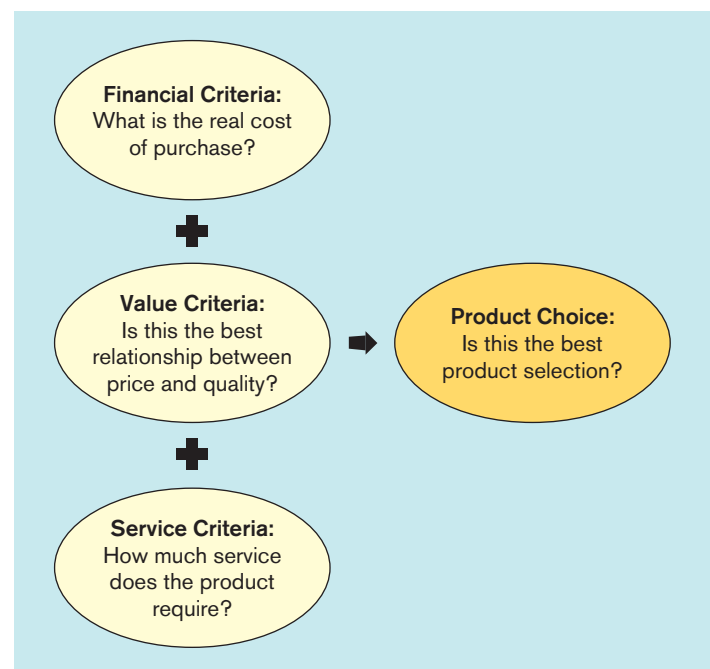 Financial Criteria:
What is the real cost
of purchase?
Value Criteria:
Is this the best
relationship between
price and quality?
Product Choice:
Is this the best
product selection?
Service Criteria:
How much service
does the product
require?